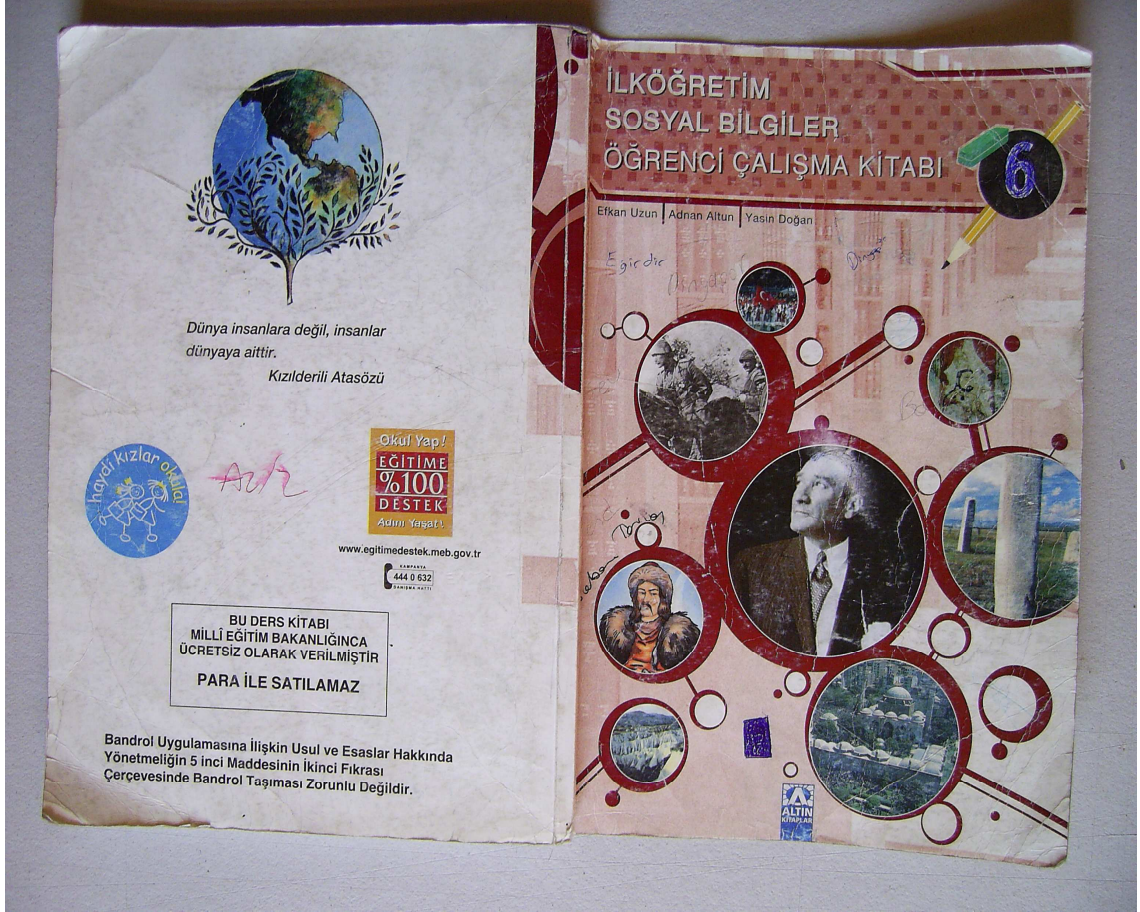 Dünya insanlara değil, insanlar
dünyaya aittir.
Kızılderili Atasözü
haydi kızlar okula!
Okul Yap!
EĞİTİME
%100
DESTEK
Adını Yaşat!
www.egitimedestek.meb.gov.tr
KAMPANYA
444 0 632
DANIŞMA HATTI
BU DERS KİTABI
MİLLÎ EĞİTİM BAKANLIĞINCA
ÜCRETSİZ OLARAK VERİLMİŞTİR
PARA İLE SATILAMAZ
Bandrol Uygulamasına İlişkin Usul ve Esaslar Hakkında
Yönetmeliğin 5 inci Maddesinin İkinci Fıkrası
Çerçevesinde Bandrol Taşıması Zorunlu Değildir.
İLKÖĞRETİM
SOSYAL BİLGİLER
ÖĞRENCİ ÇALIŞMA KİTABI
6
Efkan Uzun | Adnan Altun | Yasin Doğan
ALTIN
KİTAPLAR